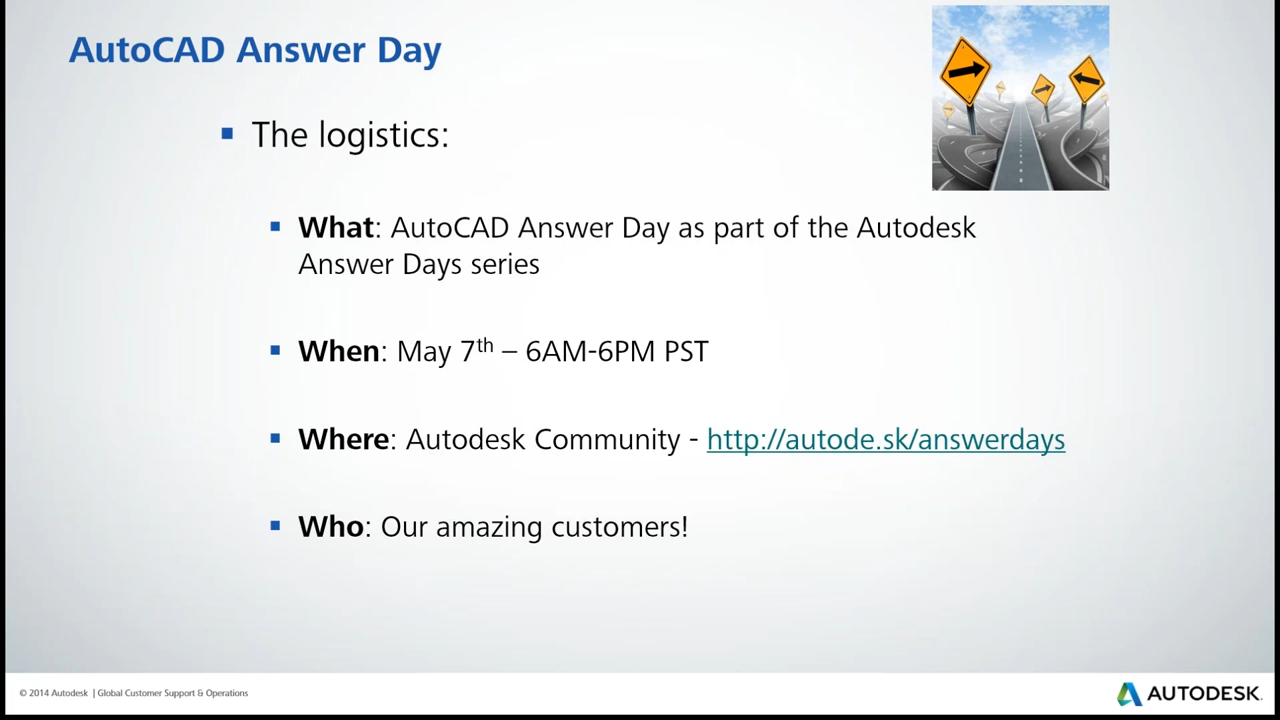 AutoCAD Answer Day
▪ The logistics:
▪ What: AutoCAD Answer Day as part of the Autodesk
Answer Days series
▪ When: May 7th – 6AM-6PM PST
▪ Where: Autodesk Community - http://autode.sk/answerdays
▪ Who: Our amazing customers!
© 2014 Autodesk | Global Customer Support & Operations
AUTODESK.